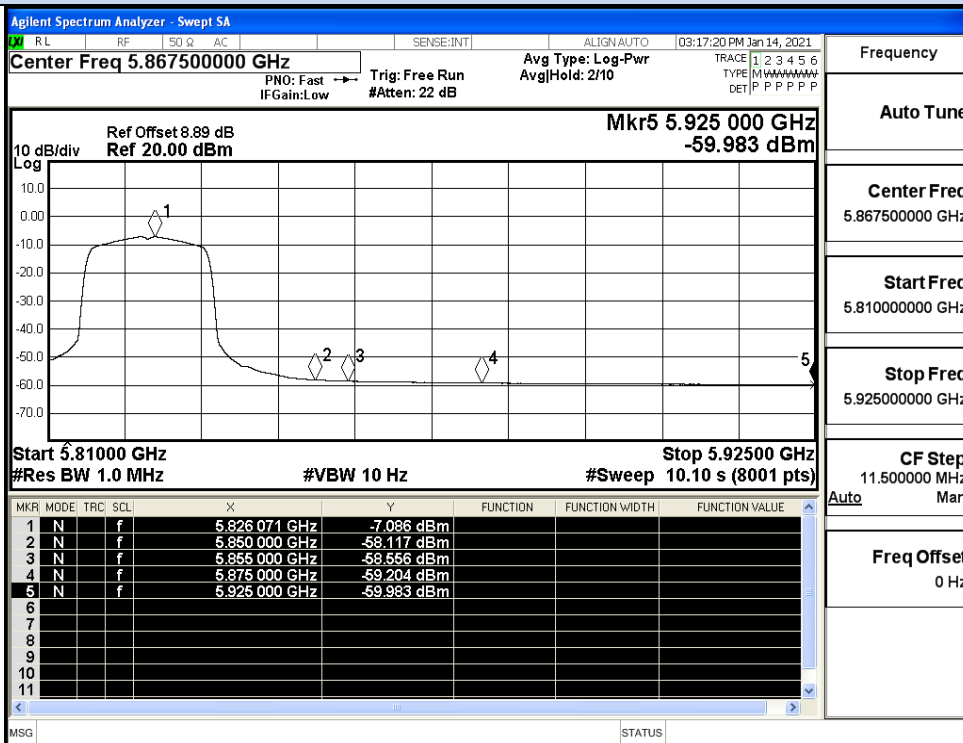 Agilent Spectrum Analyzer - Swept SA
LXI RL RF 50 Ω AC SENSE:INT ALIGN AUTO 03:17:20 PM Jan 14, 2021
Center Freq 5.867500000 GHz
PNO: Fast
IFGain:Low
Trig: Free Run
#Atten: 22 dB
Avg Type: Log-Pwr
Avg|Hold: 2/10
TRACE 1 2 3 4 5 6
TYPE M WWWWW
DET P P P P P P
Ref Offset 8.89 dB
10 dB/div Ref 20.00 dBm
Log
Mkr5 5.925 000 GHz
-59.983 dBm
10.0
0.00
-10.0
-20.0
-30.0
-40.0
-50.0
-60.0
-70.0
1
2
3
4
5
Start 5.81000 GHz Stop 5.92500 GHz
#Res BW 1.0 MHz #VBW 10 Hz #Sweep 10.10 s (8001 pts)
MKR MODE TRC SCL X Y FUNCTION FUNCTION WIDTH FUNCTION VALUE
1 N f 5.826 071 GHz -7.086 dBm
2 N f 5.850 000 GHz -58.117 dBm
3 N f 5.855 000 GHz -58.556 dBm
4 N f 5.875 000 GHz -59.204 dBm
5 N f 5.925 000 GHz -59.983 dBm
6
7
8
9
10
11
MSG STATUS
Frequency
Auto Tune
Center Freq
5.867500000 GHz
Start Freq
5.810000000 GHz
Stop Freq
5.925000000 GHz
CF Step
11.500000 MHz
Auto Man
Freq Offset
0 Hz